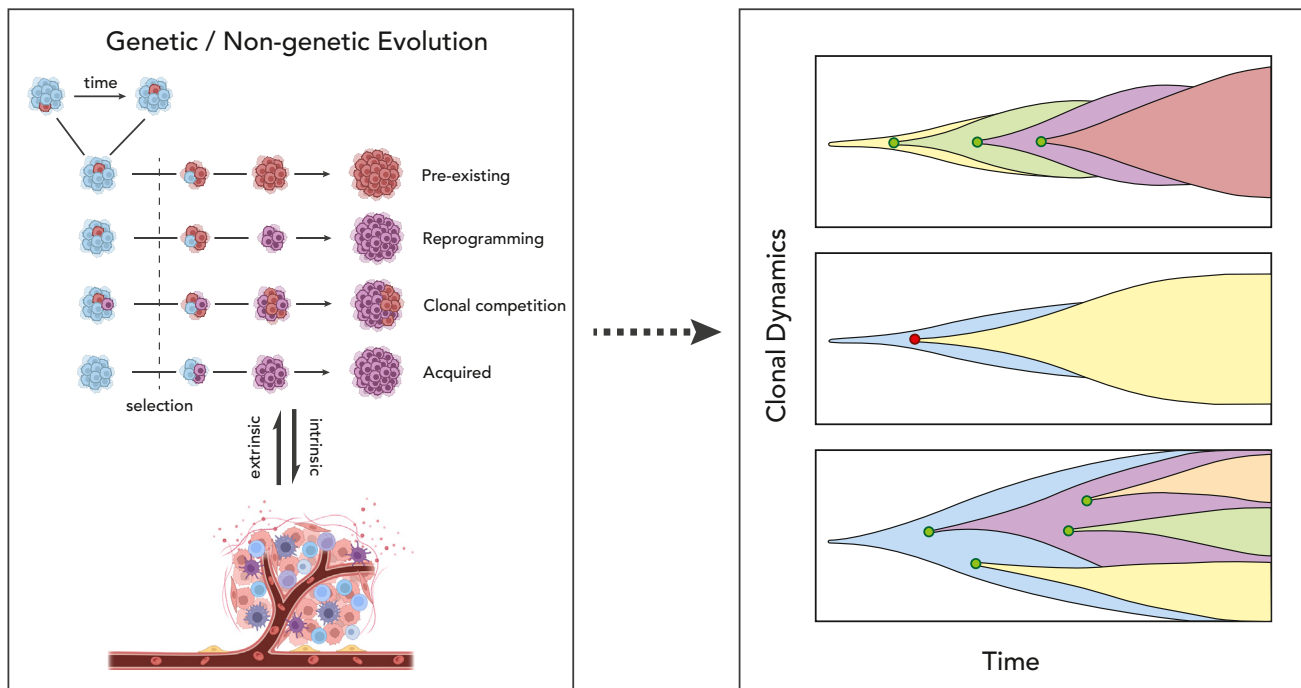 Genetic / Non-genetic Evolution
time
Pre-existing
Reprogramming
Clonal competition
Acquired
selection
extrinsic
intrinsic
Clonal Dynamics
Time